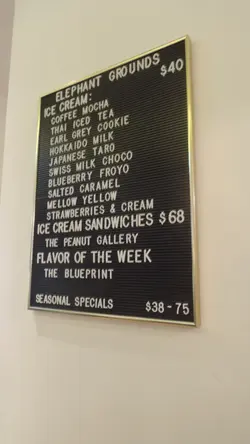 ELEPHANT GROUNDS
ICE CREAM: $40
COFFEE MOCHA
THAI ICED TEA
EARL GREY COOKIE
HOKKAIDO MILK
JAPANESE TARO
SWISS MILK CHOCO
BLUEBERRY FROYO
SALTED CARAMEL
MELLOW YELLOW
STRAWBERRIES & CREAM
ICE CREAM SANDWICHES $68
THE PEANUT GALLERY
FLAVOR OF THE WEEK
THE BLUEPRINT
SEASONAL SPECIALS $38-75